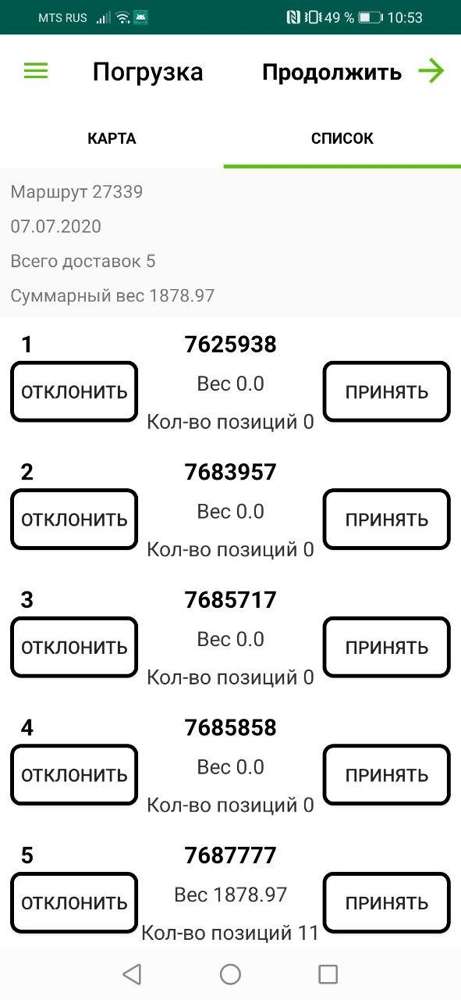 MTS RUS 49 % 10:53
Погрузка Продолжить
КАРТА СПИСОК
Маршрут 27339
07.07.2020
Всего доставок 5
Суммарный вес 1878.97
1 7625938
ОТКЛОНИТЬ Вес 0.0 ПРИНЯТЬ
Кол-во позиций 0
2 7683957
ОТКЛОНИТЬ Вес 0.0 ПРИНЯТЬ
Кол-во позиций 0
3 7685717
ОТКЛОНИТЬ Вес 0.0 ПРИНЯТЬ
Кол-во позиций 0
4 7685858
ОТКЛОНИТЬ Вес 0.0 ПРИНЯТЬ
Кол-во позиций 0
5 7687777
ОТКЛОНИТЬ Вес 1878.97 ПРИНЯТЬ
Кол-во позиций 11